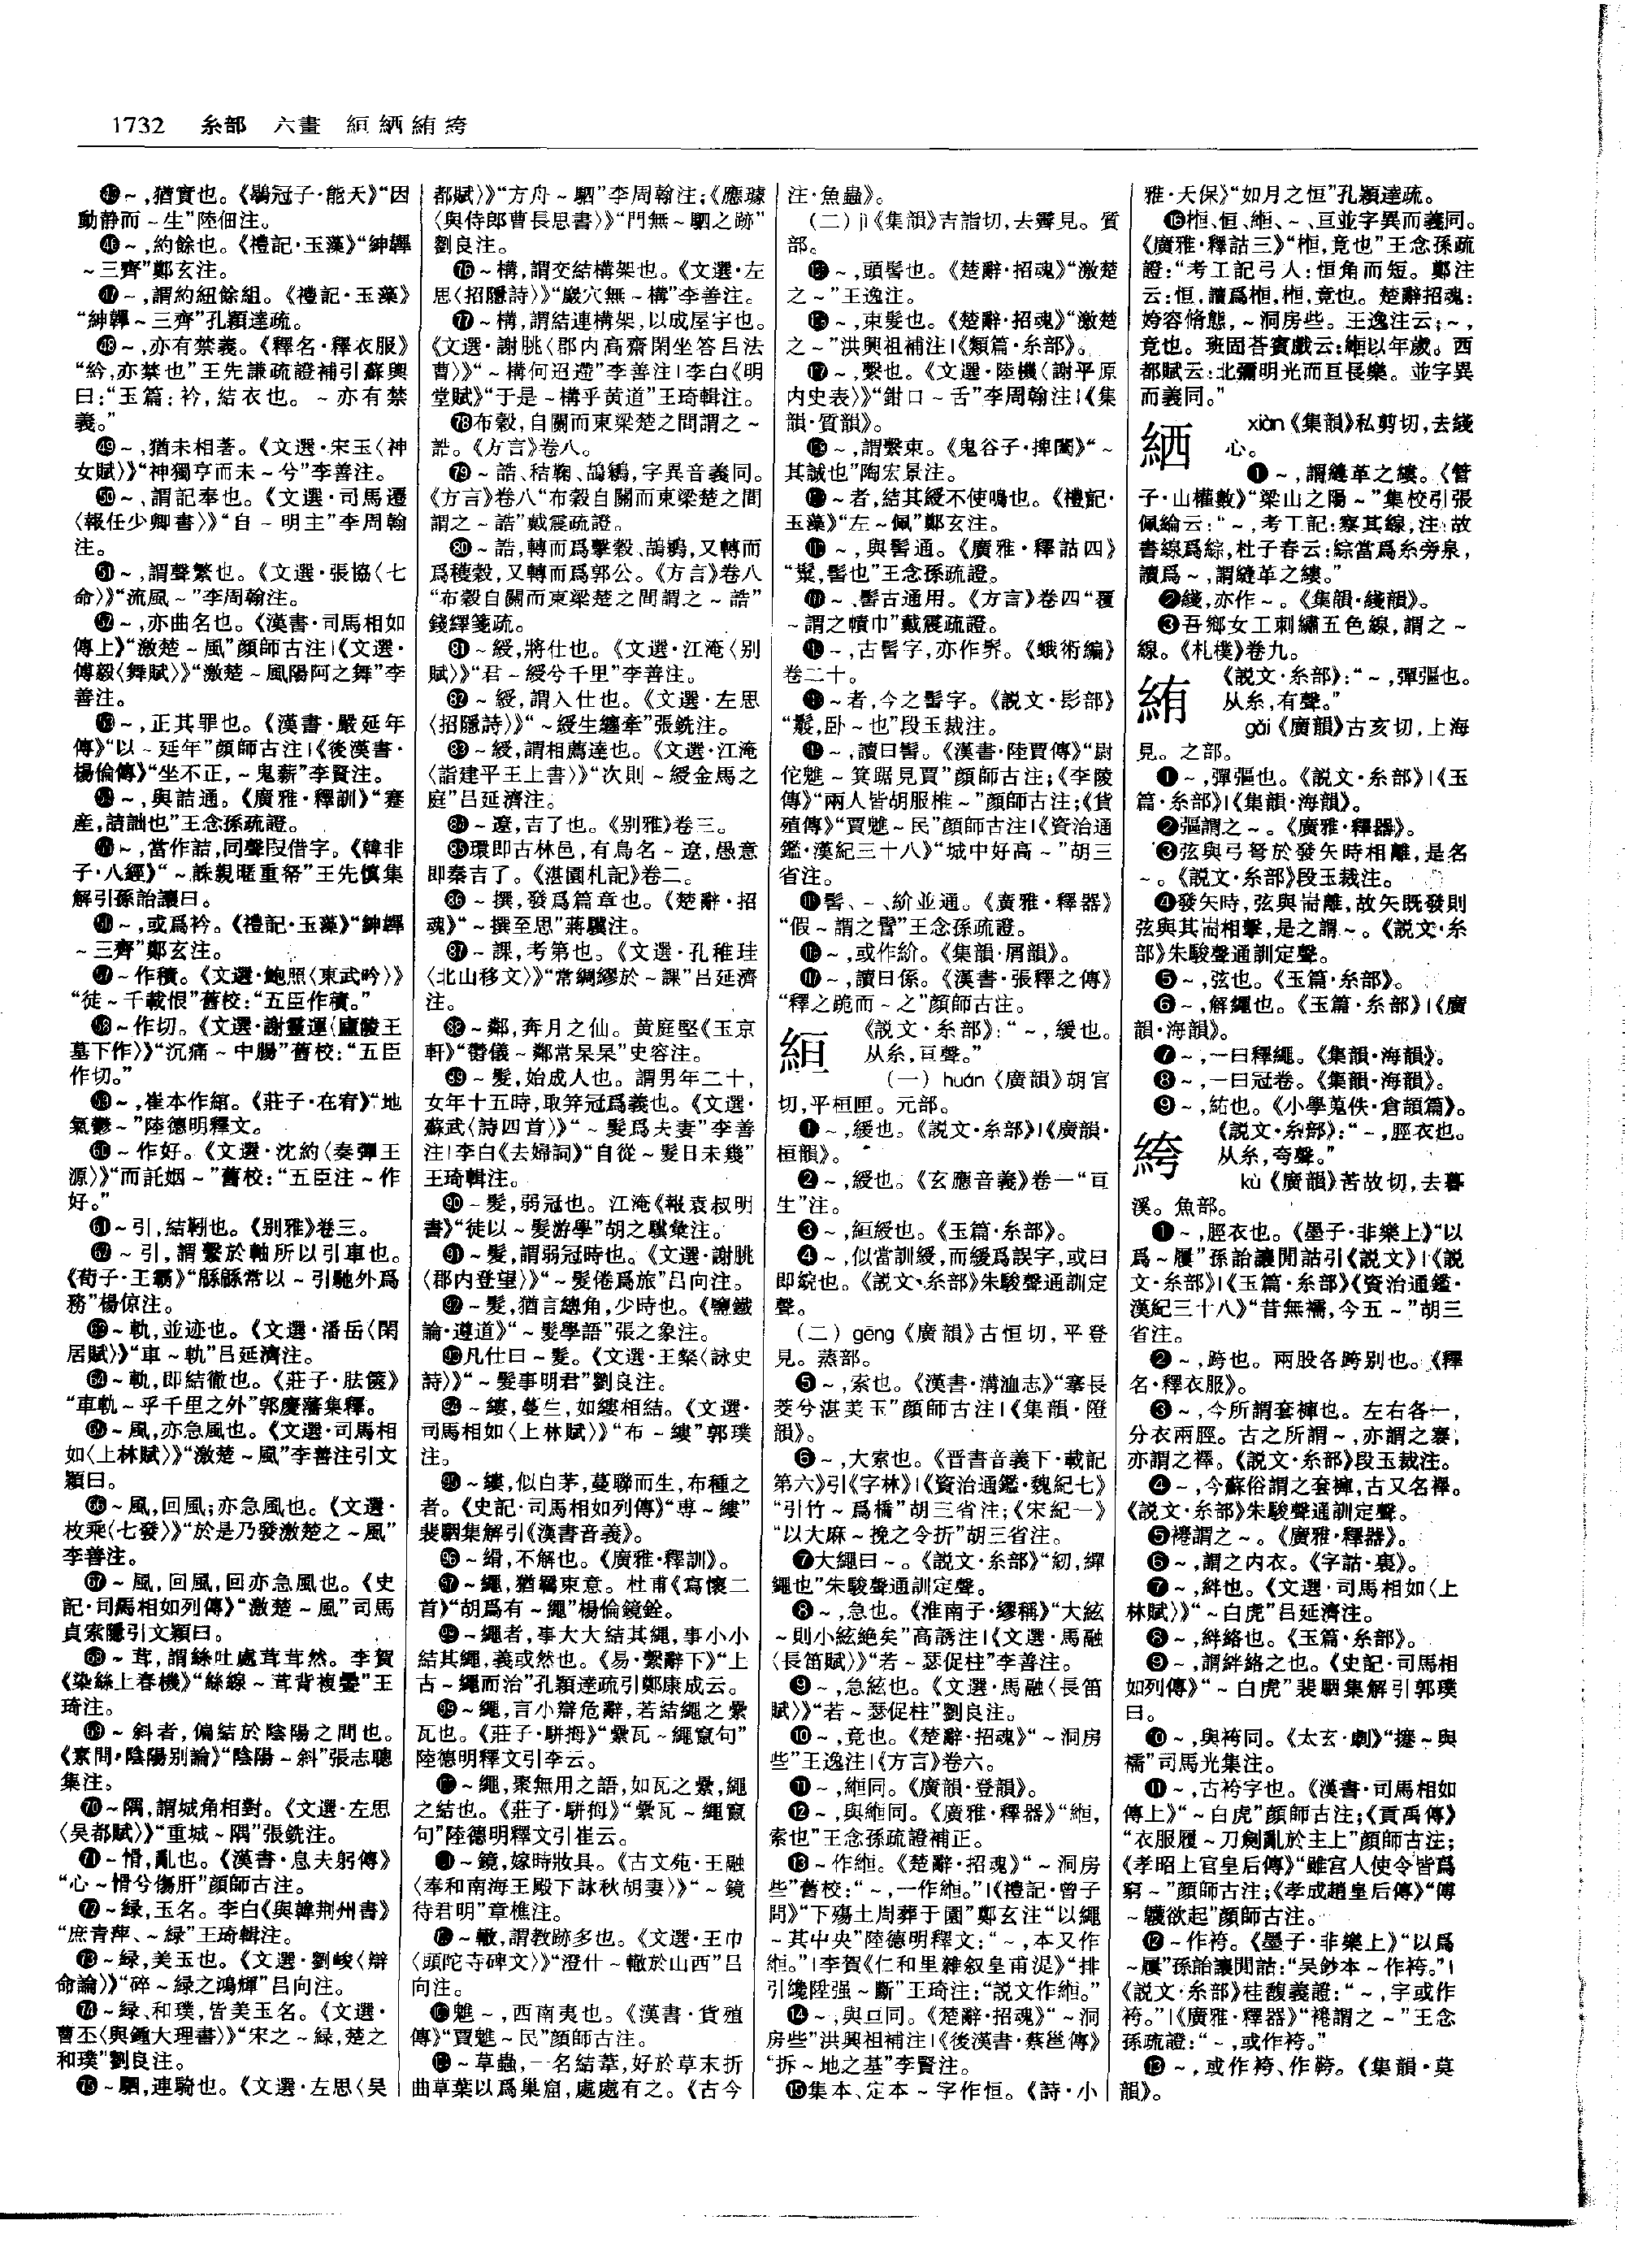 1732 糸部 六畫 絙 綇 絠 絝
㊺～,猶實也。《鶡冠子·能天》“因
動静而～生”陸佃注。
㊻～,約餘也。《禮記·玉藻》“紳韠
～三齊”鄭玄注。
㊼～,謂約紐餘組。《禮記·玉藻》
“紳韠～三齊”孔穎達疏。
㊽～,亦有禁義。《釋名·釋衣服》
“衿,亦禁也”王先謙疏證補引蘇輿
曰:“玉篇:衿,結衣也。～亦有禁
義。”
㊾～,猶未相著。《文選·宋玉〈神
女賦〉》“神獨亨而未～兮”李善注。
㊿～,謂記奉也。《文選·司馬遷
〈報任少卿書〉》“自～明主”李周翰
注。
51～,謂聲繁也。《文選·張協〈七
命〉》“流風～”李周翰注。
52～,亦曲名也。《漢書·司馬相如
傳上》“激楚～風”顔師古注|《文選·
傅毅〈舞賦〉》“激楚～風陽阿之舞”李
善注。
53～,正其罪也。《漢書·嚴延年
傳》“以～延年”顔師古注|《後漢書·
楊倫傳》“坐不正,～鬼薪”李賢注。
54～,與詰通。《廣雅·釋訓》“蹇
産,詰詘也”王念孫疏證。
55～,當作詰,同聲叚借字。《韓非
子·八經》“～誅親暱重帑”王先慎集
解引孫詒讓曰。
56～,或爲衿。《禮記·玉藻》“紳韠
～三齊”鄭玄注。
57～作積。《文選·鮑照〈東武吟〉》
“徒～千載恨”舊校:“五臣作積。”
58～作切。《文選·謝靈運〈廬陵王
墓下作〉》“沉痛～中腸”舊校:“五臣
作切。”
59～,崔本作綰。《莊子·在宥》“地
氣鬱～”陸德明釋文。
60～作好。《文選·沈約〈奏彈王
源〉》“而託姻～”舊校:“五臣注～作
好。”
61～引,結靷也。《别雅》卷三。
62～引,謂繫於軸所以引車也。
《荀子·王霸》“縣縣常以～引馳外爲
務”楊倞注。
63～軌,並迹也。《文選·潘岳〈閑
居賦〉》“車～軌”吕延濟注。
64～軌,即結徹也。《莊子·胠篋》
“車軌～乎千里之外”郭慶藩集釋。
65～風,亦急風也。《文選·司馬相
如〈上林賦〉》“激楚～風”李善注引文
穎曰。
66～風,回風;亦急風也。《文選·
枚乘〈七發〉》“於是乃發激楚之～風”
李善注。
67～風,回風,回亦急風也。《史
記·司馬相如列傳》“激楚～風”司馬
貞索隱引文穎曰。
68～茸,謂絲吐處茸茸然。李賀
《染絲上春機》“絲線～茸背複疊”王
琦注。
69～斜者,偏結於陰陽之間也。
《素問·陰陽别論》“陰陽～斜”張志聰
集注。
70～隅,謂城角相對。《文選·左思
〈吴都賦〉》“重城～隅”張銑注。
71～愲,亂也。《漢書·息夫躬傳》
“心～愲兮傷肝”顔師古注。
72～緑,玉名。李白《與韓荆州書》
“庶青萍、～緑”王琦輯注。
73～緑,美玉也。《文選·劉峻〈辯
命論〉》“碎～緑之鴻輝”吕向注。
74～緑、和璞,皆美玉名。《文選·
曹丕〈與鍾大理書〉》“宋之～緑,楚之
和璞”劉良注。
75～駟,連騎也。《文選·左思〈吴
都賦〉》“方舟～駟”李周翰注;《應璩
〈與侍郎曹長思書〉》“門無～駟之跡”
劉良注。
76～構,謂交結構架也。《文選·左
思〈招隱詩〉》“巖穴無～構”李善注。
77～構,謂結連構架,以成屋宇也。
《文選·謝朓〈郡内高齋閑坐答吕法
曹〉》“～構何迢遰”李善注|李白《明
堂賦》“于是～構乎黄道”王琦輯注。
78布穀,自關而東梁楚之間謂之～
誥。《方言》卷八。
79～誥、秸鞠、鴶鵴,字異音義同。
《方言》卷八“布穀自關而東梁楚之間
謂之～誥”戴震疏證。
80～誥,轉而爲擊穀、鴶鵴,又轉而
爲穫穀,又轉而爲郭公。《方言》卷八
“布穀自關而東梁楚之間謂之～誥”
錢繹箋疏。
81～綬,將仕也。《文選·江淹〈别
賦〉》“君～綬兮千里”李善注。
82～綬,謂入仕也。《文選·左思
〈招隱詩〉》“～綬生纏牽”張銑注。
83～綬,謂相薦達也。《文選·江淹
〈詣建平王上書〉》“次則～綬金馬之
庭”吕延濟注。
84～遼,吉了也。《别雅》卷三。
85環即古林邑,有鳥名～遼,愚意
即秦吉了。《湛園札記》卷二。
86～撰,發爲篇章也。《楚辭·招
魂》“～撰至思”蔣驥注。
87～課,考第也。《文選·孔稚珪
〈北山移文〉》“常綢繆於～課”吕延濟
注。
88～鄰,奔月之仙。黄庭堅《玉京
軒》“鬱儀～鄰常杲杲”史容注。
89～髮,始成人也。謂男年二十,
女年十五時,取笄冠爲義也。《文選·
蘇武〈詩四首〉》“～髮爲夫妻”李善
注|李白《去婦詞》“自從～髮日未幾”
王琦輯注。
90～髮,弱冠也。江淹《報袁叔明
書》“徒以～髮游學”胡之驥彙注。
91～髮,謂弱冠時也。《文選·謝朓
〈郡内登望〉》“～髮倦爲旅”吕向注。
92～髮,猶言總角,少時也。《鹽鐵
論·遵道》“～髮學語”張之象注。
93凡仕曰～髮。《文選·王粲〈詠史
詩〉》“～髮事明君”劉良注。
94～縷,蔓生,如縷相結。《文選·
司馬相如〈上林賦〉》“布～縷”郭璞
注。
95～縷,似白茅,蔓聯而生,布種之
者。《史記·司馬相如列傳》“専～縷”
裴駰集解引《漢書音義》。
96～縎,不解也。《廣雅·釋訓》。
97～繩,猶羈束意。杜甫《寫懷二
首》“胡爲有～繩”楊倫鏡銓。
98～繩者,事大大結其繩,事小小
結其繩,義或然也。《易·繫辭下》“上
古～繩而治”孔穎達疏引鄭康成云。
99～繩,言小辯危辭,若結繩之纍
瓦也。《莊子·駢拇》“纍瓦～繩竄句”
陸德明釋文引李云。
100～繩,聚無用之語,如瓦之纍,繩
之結也。《莊子·駢拇》“纍瓦～繩竄
句”陸德明釋文引崔云。
101～鏡,嫁時妝具。《古文苑·王融
〈奉和南海王殿下詠秋胡妻〉》“～鏡
待君明”章樵注。
102～轍,謂教跡多也。《文選·王巾
〈頭陀寺碑文〉》“澄什～轍於山西”吕
向注。
103魋～,西南夷也。《漢書·貨殖
傳》“賈魋～民”顔師古注。
104～草蟲,一名結葦,好於草末折
曲草葉以爲巢窟,處處有之。《古今
注·魚蟲》。
(二) jì《集韻》吉詣切,去霽見。質
部。
105～,頭髻也。《楚辭·招魂》“激楚
之～”王逸注。
106～,束髮也。《楚辭·招魂》“激楚
之～”洪興祖補注|《類篇·糸部》。
107～,繫也。《文選·陸機〈謝平原
内史表〉》“鉗口～舌”李周翰注|《集
韻·質韻》。
108～,謂繫束。《鬼谷子·捭闔》“～
其誠也”陶宏景注。
109～者,結其綬不使鳴也。《禮記·
玉藻》“左～佩”鄭玄注。
110～,與髻通。《廣雅·釋詁四》
“鬠,髻也”王念孫疏證。
111～、髻古通用。《方言》卷四“覆
～謂之幘巾”戴震疏證。
112～,古髻字,亦作紒。《蛾術編》
卷二十。
113～者,今之髻字。《説文·髟部》
“鬆,卧～也”段玉裁注。
114～,讀曰髻。《漢書·陸賈傳》“尉
佗魋～箕踞見賈”顔師古注;《李陵
傳》“兩人皆胡服椎～”顔師古注;《貨
殖傳》“賈魋～民”顔師古注|《資治通
鑑·漢紀三十八》“城中好高～”胡三
省注。
115髻、～、紒並通。《廣雅·釋器》
“假～謂之䯰”王念孫疏證。
116～,或作紒。《集韻·屑韻》。
117～,讀曰係。《漢書·張釋之傳》
“釋之跪而～之”顔師古注。
絙 《説文·糸部》:“～,緩也。
从糸,亘聲。”
(一) huán《廣韻》胡官
切,平桓匣。元部。
❶～,緩也。《説文·糸部》|《廣韻·
桓韻》。
❷～,綬也。《玄應音義》卷一“亘
生”注。
❸～,絙綬也。《玉篇·糸部》。
❹～,似當訓綬,而緩爲誤字,或曰
即綄也。《説文·糸部》朱駿聲通訓定
聲。
(二) gēng《廣韻》古恒切,平登
見。蒸部。
❺～,索也。《漢書·溝洫志》“搴長
茭兮湛美玉”顔師古注|《集韻·隥
韻》。
❻～,大索也。《晋書音義下·載記
第六》引《字林》|《資治通鑑·魏紀七》
“引竹～爲橋”胡三省注;《宋紀一》
“以大麻～挽之令折”胡三省注。
❼大繩曰～。《説文·糸部》“紉,繟
繩也”朱駿聲通訓定聲。
❽～,急也。《淮南子·繆稱》“大絃
～則小絃絶矣”高誘注|《文選·馬融
〈長笛賦〉》“若～瑟促柱”李善注。
❾～,急絃也。《文選·馬融〈長笛
賦〉》“若～瑟促柱”劉良注。
❿～,竟也。《楚辭·招魂》“～洞房
些”王逸注|《方言》卷六。
⓫～,緪同。《廣韻·登韻》。
⓬～,與緪同。《廣雅·釋器》“緪,
索也”王念孫疏證補正。
⓭～作緪。《楚辭·招魂》“～洞房
些”舊校:“～,一作緪。”|《禮記·曾子
問》“下殤土周葬于園”鄭玄注“以繩
～其中央”陸德明釋文:“～,本又作
緪。”|李賀《仁和里雜叙皇甫湜》“排
引纔陞强～斷”王琦注:“説文作緪。”
⓮～,與亘同。《楚辭·招魂》“～洞
房些”洪興祖補注|《後漢書·蔡邕傳》
“拆～地之基”李賢注。
⓯集本、定本～字作恒。《詩·小
雅·天保》“如月之恒”孔穎達疏。
⓰㮓、恒、緪、～、亘並字異而義同。
《廣雅·釋詁三》“㮓,竟也”王念孫疏
證:“考工記弓人:恒角而短。鄭注
云:恒,讀爲㮓,㮓,竟也。楚辭招魂:
姱容脩態,～洞房些。王逸注云:～,
竟也。班固荅賓戲云:緪以年歲。西
都賦云:北彌明光而亘長樂。並字異
而義同。”
綇 xiàn《集韻》私剪切,去綫
心。
❶～,謂縫革之縷。《管
子·山權數》“梁山之陽～”集校引張
佩綸云:“～,考工記:察其線,注:故
書線爲綜,杜子春云:綜當爲糸旁泉,
讀爲～,謂縫革之縷。”
❷綫,亦作～。《集韻·綫韻》。
❸吾鄉女工刺繡五色線,謂之～
線。《札樸》卷九。
絠 《説文·糸部》:“～,彈彄也。
从糸,有聲。”
gǎi《廣韻》古亥切,上海
見。之部。
❶～,彈彄也。《説文·糸部》|《玉
篇·糸部》|《集韻·海韻》。
❷彄謂之～。《廣雅·釋器》。
❸弦與弓弩於發矢時相離,是名
～。《説文·糸部》段玉裁注。
❹發矢時,弦與耑離,故矢既發則
弦與其耑相擊,是之謂～。《説文·糸
部》朱駿聲通訓定聲。
❺～,弦也。《玉篇·糸部》。
❻～,解繩也。《玉篇·糸部》|《廣
韻·海韻》。
❼～,一曰釋繩。《集韻·海韻》。
❽～,一曰冠卷。《集韻·海韻》。
❾～,紘也。《小學蒐佚·倉頡篇》。
絝 《説文·糸部》:“～,脛衣也。
从糸,夸聲。”
kù《廣韻》苦故切,去暮
溪。魚部。
❶～,脛衣也。《墨子·非樂上》“以
爲～屨”孫詒讓閒詁引《説文》|《説
文·糸部》|《玉篇·糸部》《資治通鑑·
漢紀三十八》“昔無襦,今五～”胡三
省注。
❷～,跨也。兩股各跨别也。《釋
名·釋衣服》。
❸～,今所謂套褲也。左右各一,
分衣兩脛。古之所謂～,亦謂之褰,
亦謂之襗。《説文·糸部》段玉裁注。
❹～,今蘇俗謂之套褲,古又名襗。
《説文·糸部》朱駿聲通訓定聲。
❺裷謂之～。《廣雅·釋器》。
❻～,謂之内衣。《字詁·裏》。
❼～,絆也。《文選·司馬相如〈上
林賦〉》“～白虎”吕延濟注。
❽～,絆絡也。《玉篇·糸部》。
❾～,謂絆絡之也。《史記·司馬相
如列傳》“～白虎”裴駰集解引郭璞
曰。
❿～,與袴同。《太玄·劇》“㩃～與
襦”司馬光集注。
⓫～,古袴字也。《漢書·司馬相如
傳上》“～白虎”顔師古注;《貢禹傳》
“衣服履～刀劍亂於主上”顔師古注;
《孝昭上官皇后傳》“雖宫人使令皆爲
窮～”顔師古注;《孝成趙皇后傳》“傅
～韤欲起”顔師古注。
⓬～作袴。《墨子·非樂上》“以爲
～屨”孫詒讓閒詁:“吴鈔本～作袴。”|
《説文·糸部》桂馥義證:“～,字或作
袴。”|《廣雅·釋器》“裷謂之～”王念
孫疏證:“～,或作袴。”
⓭～,或作袴、作䩭。《集韻·莫
韻》。